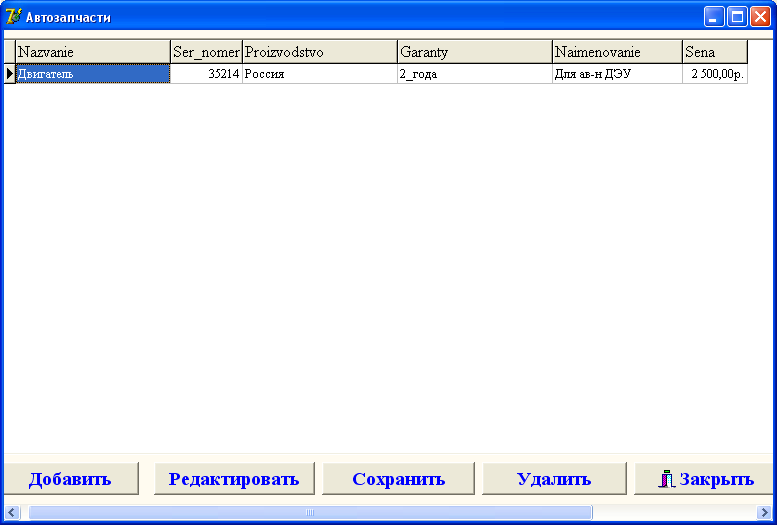 Автозапчасти
Nazvanie Ser_nomer Proizvodstvo Garanty Naimenovanie Sena
Двигатель 35214 Россия 2_года Для ав-н ДЭУ 2 500,00р.
Добавить Редактировать Сохранить Удалить Закрыть